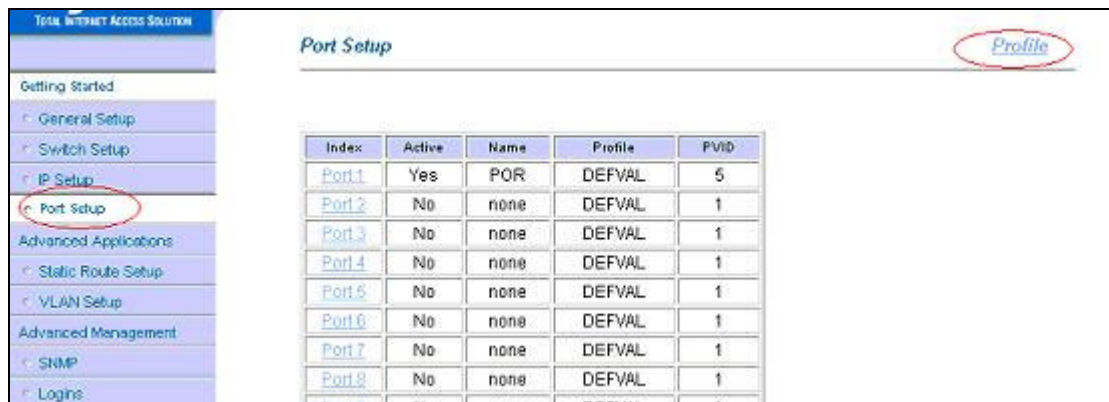 TOTAL INTERNET ACCESS SOLUTION
Getting Started
General Setup
Switch Setup
IP Setup
Port Setup
Advanced Applications
Static Route Setup
VLAN Setup
Advanced Management
SNMP
Logins
Port Setup
Profile
Index Active Name Profile PVID
Port 1 Yes POR DEFVAL 5
Port 2 No none DEFVAL 1
Port 3 No none DEFVAL 1
Port 4 No none DEFVAL 1
Port 5 No none DEFVAL 1
Port 6 No none DEFVAL 1
Port 7 No none DEFVAL 1
Port 8 No none DEFVAL 1